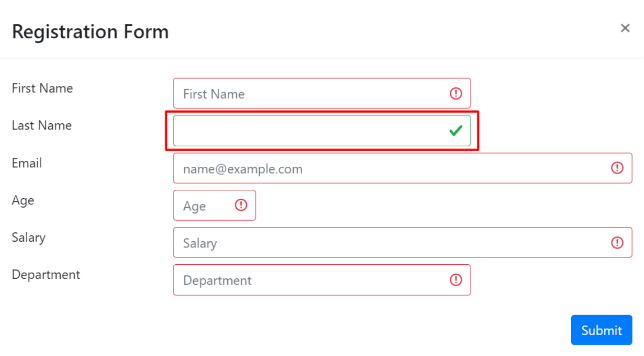 Registration Form ×
First Name First Name
Last Name
Email name@example.com
Age Age
Salary Salary
Department Department
Submit